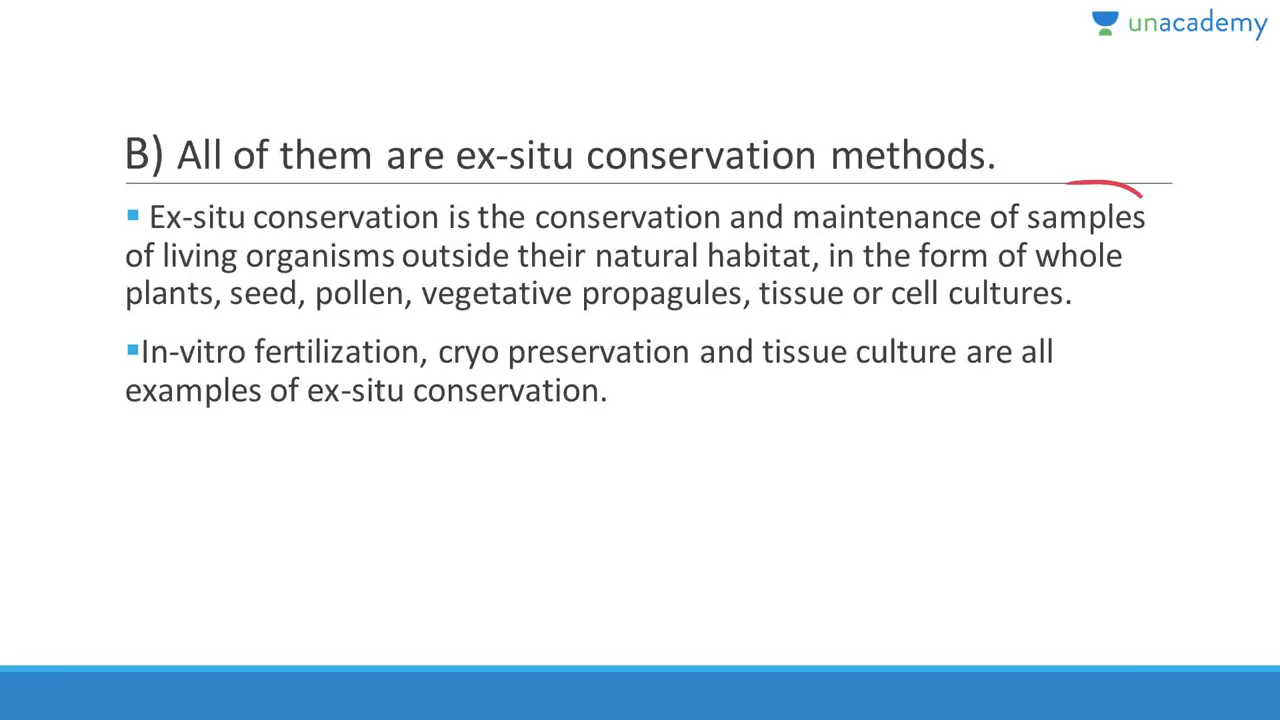 unacademy
B) All of them are ex-situ conservation methods.
▪ Ex-situ conservation is the conservation and maintenance of samples
of living organisms outside their natural habitat, in the form of whole
plants, seed, pollen, vegetative propagules, tissue or cell cultures.
▪In-vitro fertilization, cryo preservation and tissue culture are all
examples of ex-situ conservation.